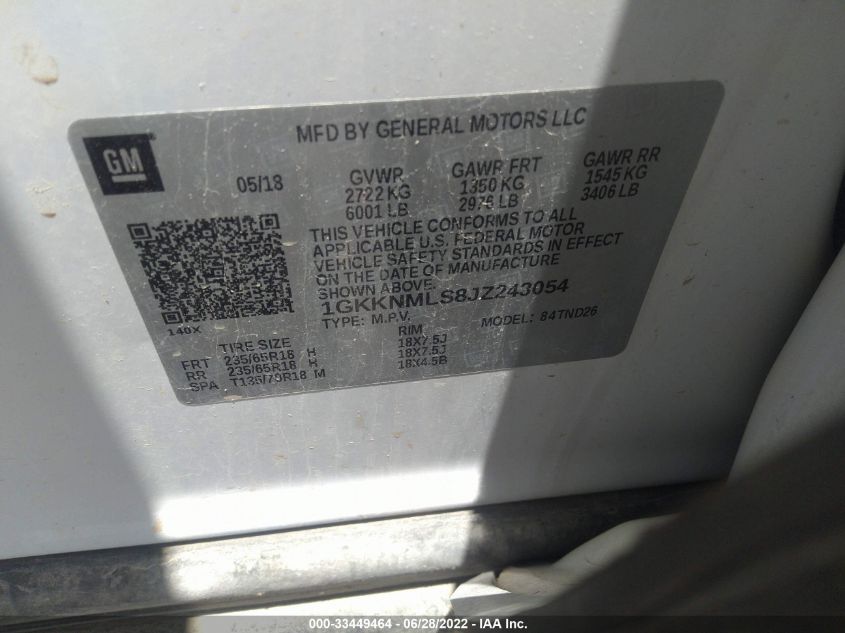 MFD BY GENERAL MOTORS LLC
GM
05/18 GVWR GAWR FRT GAWR RR
2722 KG 1350 KG 1545 KG
6001 LB 2976 LB 3406 LB
THIS VEHICLE CONFORMS TO ALL
APPLICABLE U.S. FEDERAL MOTOR
VEHICLE SAFETY STANDARDS IN EFFECT
ON THE DATE OF MANUFACTURE
SHOWN ABOVE.
1GKKNMLS8JZ243054
TYPE: M.P.V. MODEL: 84TND26
140X
TIRE SIZE RIM
FRT 235/65R18 H 18X7.5J
RR 235/65R18 H 18X7.5J
SPA T135/70R18 M 18X4.5B
000-33449464 - 06/28/2022 - IAA Inc.